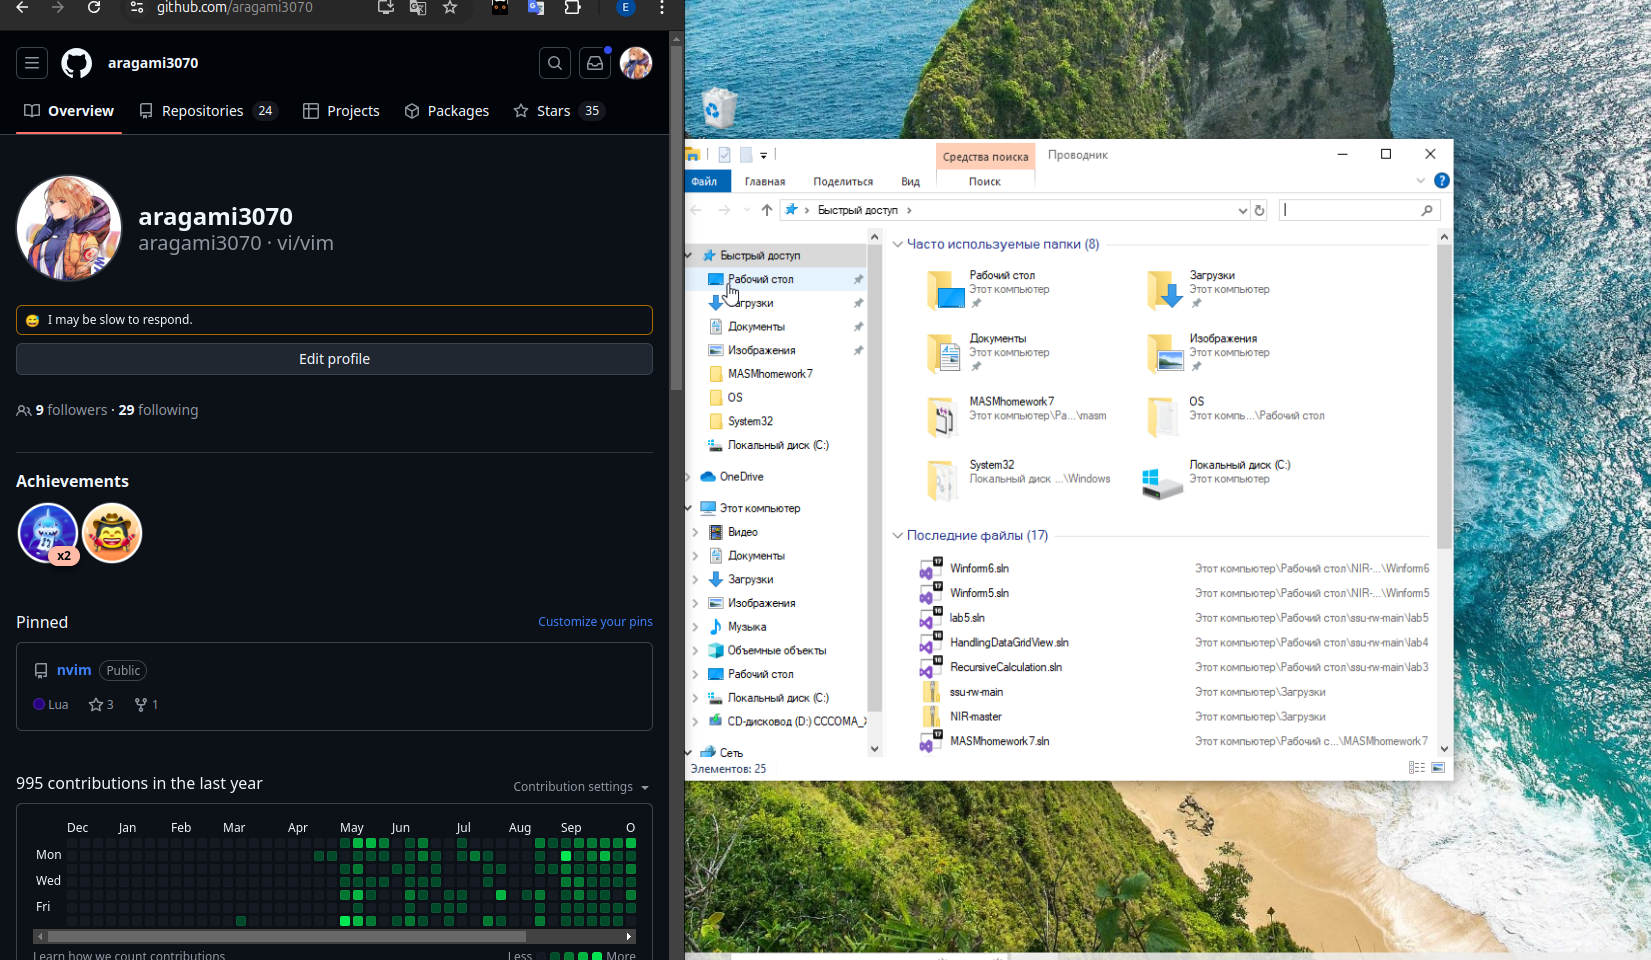 github.com/aragami3070
E
aragami3070
Overview
Repositories 24
Projects
Packages
Stars 35
aragami3070
aragami3070 · vi/vim
I may be slow to respond.
Edit profile
9 followers · 29 following
Achievements
x2
Pinned
Customize your pins
nvim Public
Lua 3 1
995 contributions in the last year
Contribution settings
Dec Jan Feb Mar Apr May Jun Jul Aug Sep O
Mon
Wed
Fri
Learn how we count contributions
Less More
Средства поиска
Проводник
Файл
Главная
Поделиться
Вид
Поиск
Быстрый доступ
Быстрый доступ
Рабочий стол
Загрузки
Документы
Изображения
MASMhomework7
OS
System32
Локальный диск (C:)
OneDrive
Этот компьютер
Видео
Документы
Загрузки
Изображения
Музыка
Объемные объекты
Рабочий стол
Локальный диск (C:)
CD-дисковод (D:) CCCOMA_X
Сеть
Элементов: 25
Часто используемые папки (8)
Рабочий стол
Этот компьютер
Загрузки
Этот компьютер
Документы
Этот компьютер
Изображения
Этот компьютер
MASMhomework7
Этот компьютер\Ра...\masm
OS
Этот компь...\Рабочий стол
System32
Локальный диск ...\Windows
Локальный диск (C:)
Этот компьютер
Последние файлы (17)
Winform6.sln Этот компьютер\Рабочий стол\NIR-...\Winform6
Winform5.sln Этот компьютер\Рабочий стол\NIR-...\Winform5
lab5.sln Этот компьютер\Рабочий стол\ssu-rw-main\lab5
HandlingDataGridView.sln Этот компьютер\Рабочий стол\ssu-rw-main\lab4
RecursiveCalculation.sln Этот компьютер\Рабочий стол\ssu-rw-main\lab3
ssu-rw-main Этот компьютер\Загрузки
NIR-master Этот компьютер\Загрузки
MASMhomework7.sln Этот компьютер\Рабочий с...\MASMhomework7